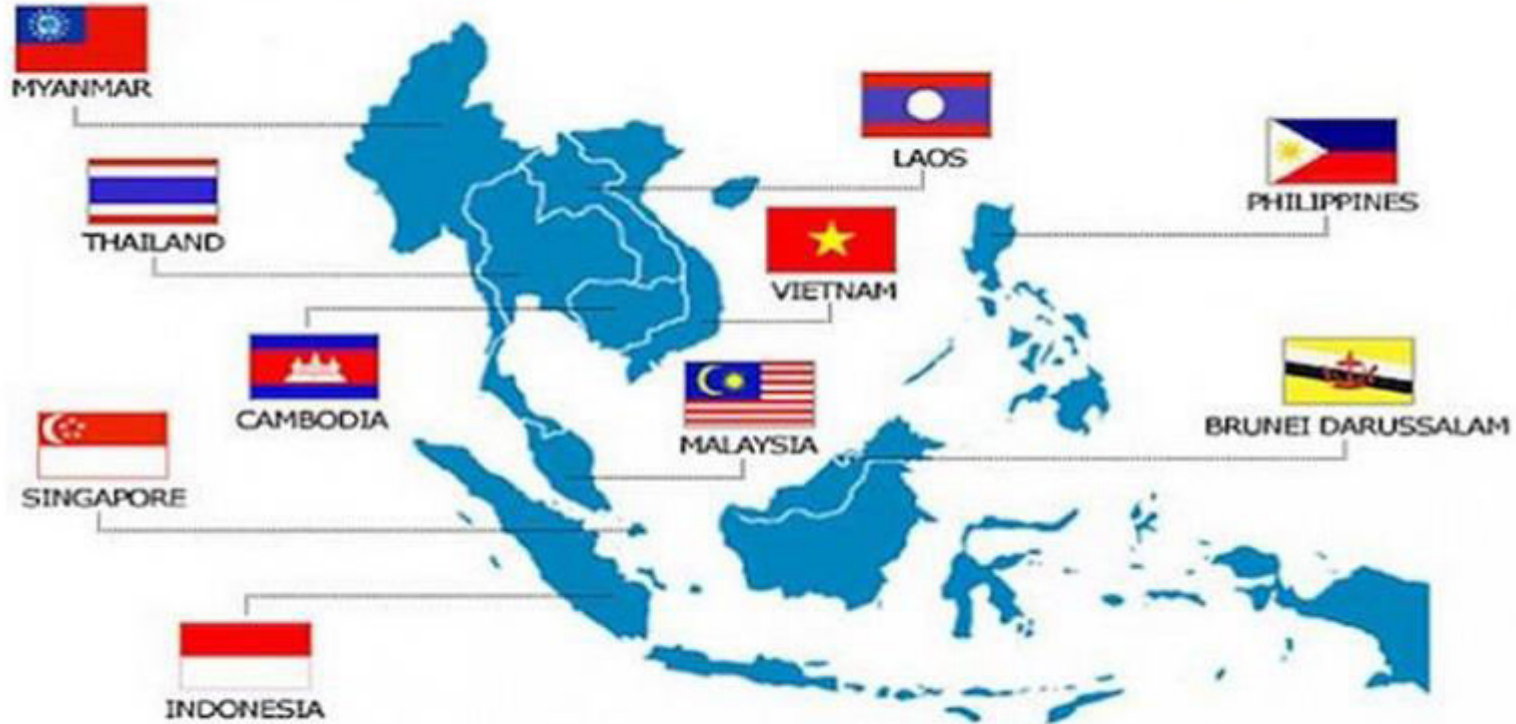 MYANMAR
LAOS
PHILIPPINES
THAILAND
VIETNAM
CAMBODIA
MALAYSIA
BRUNEI DARUSSALAM
SINGAPORE
INDONESIA